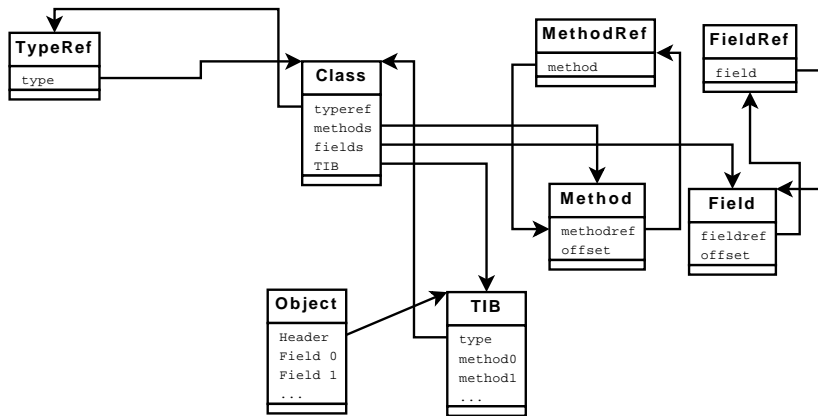 TypeRef
type
Class
typeref
methods
fields
TIB
MethodRef
method
FieldRef
field
Method
methodref
offset
Field
fieldref
offset
Object
Header
Field 0
Field 1
...
TIB
type
method0
method1
...